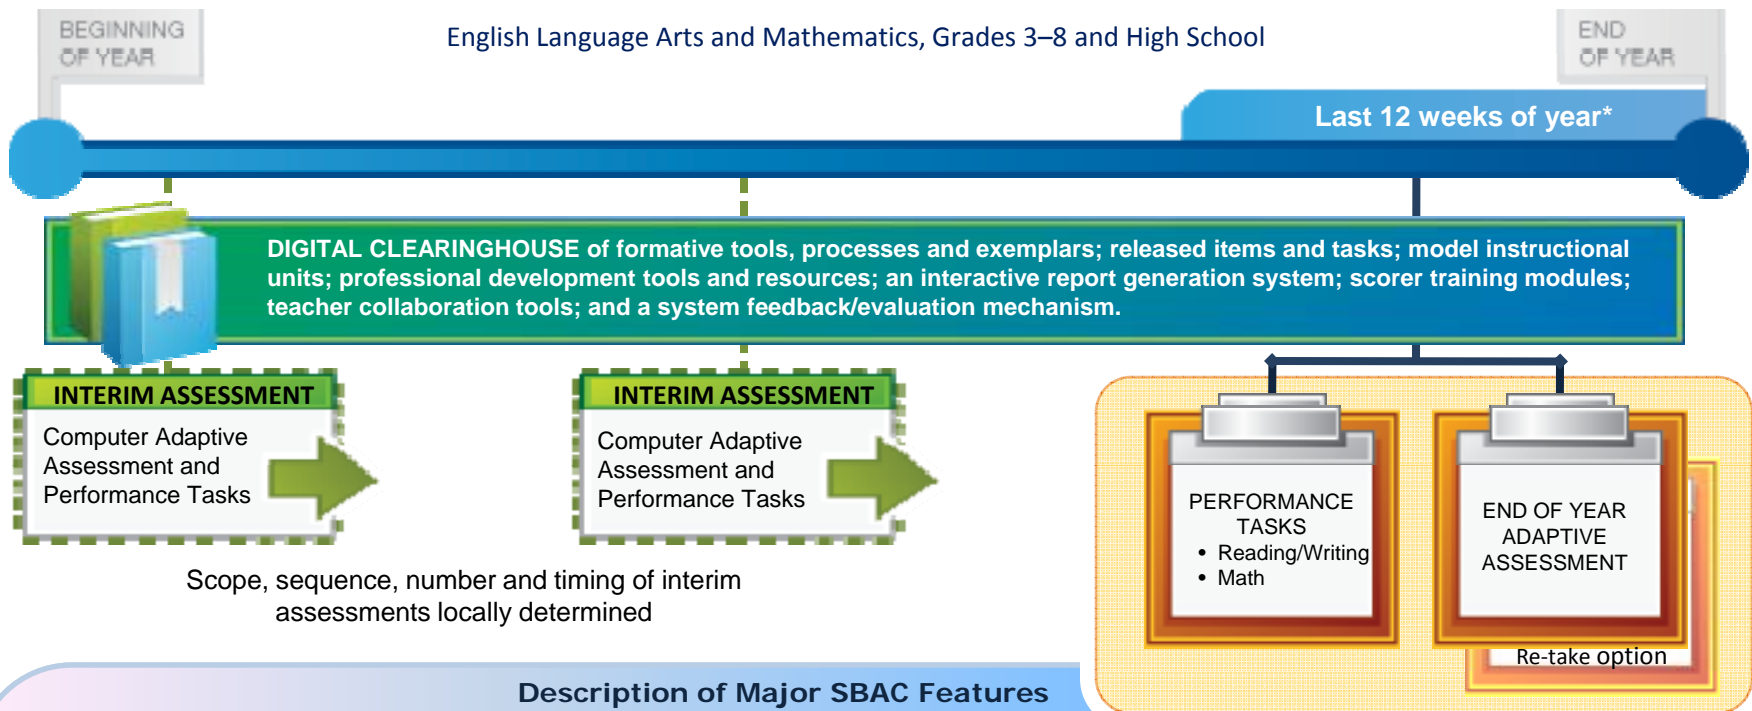 BEGINNING
OF YEAR
English Language Arts and Mathematics, Grades 3–8 and High School
END
OF YEAR
Last 12 weeks of year*
DIGITAL CLEARINGHOUSE of formative tools, processes and exemplars; released items and tasks; model instructional
units; professional development tools and resources; an interactive report generation system; scorer training modules;
teacher collaboration tools; and a system feedback/evaluation mechanism.
INTERIM ASSESSMENT
Computer Adaptive
Assessment and
Performance Tasks
INTERIM ASSESSMENT
Computer Adaptive
Assessment and
Performance Tasks
Scope, sequence, number and timing of interim
assessments locally determined
PERFORMANCE
TASKS
• Reading/Writing
• Math
END OF YEAR
ADAPTIVE
ASSESSMENT
Re-take option
Description of Major SBAC Features